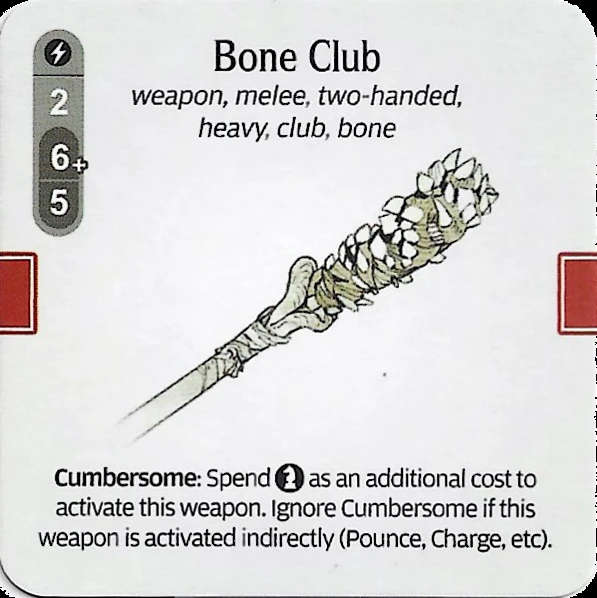 Bone Club
weapon, melee, two-handed,
heavy, club, bone
2
6+
5
Cumbersome: Spend as an additional cost to
activate this weapon. Ignore Cumbersome if this
weapon is activated indirectly (Pounce, Charge, etc).